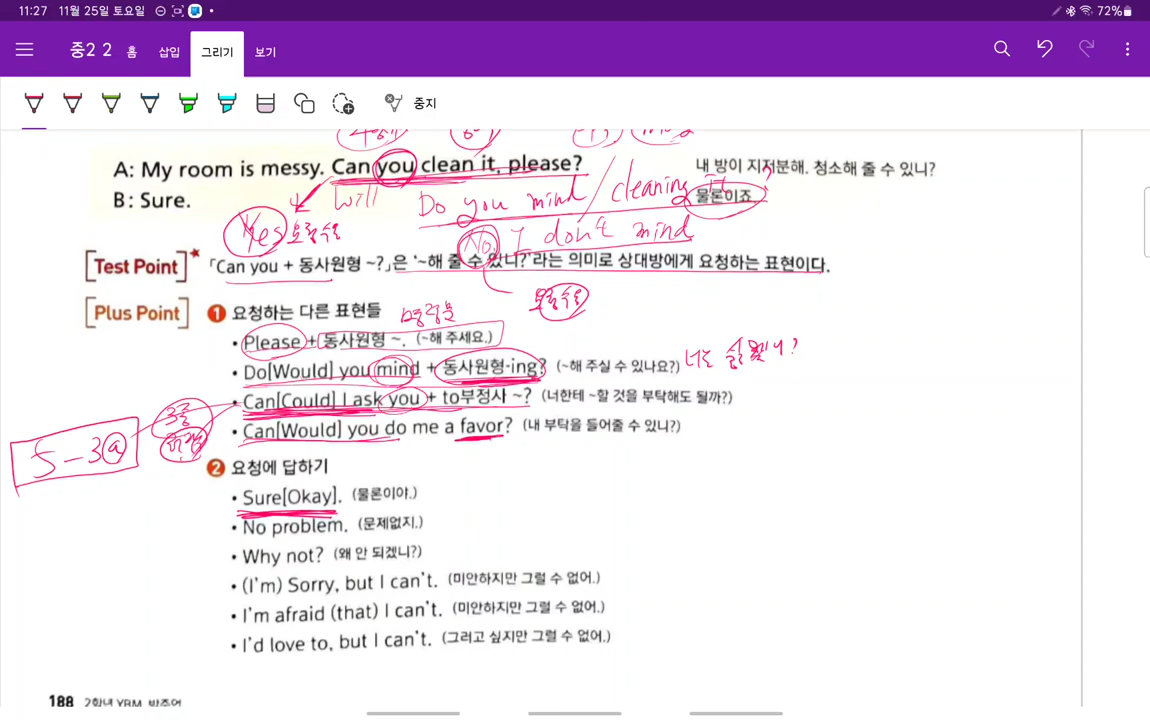 11:27 11월 25일 토요일 72%
중2 2 홈 삽입 그리기 보기
중지
A: My room is messy. Can you clean it, please? 내 방이 지저분해. 청소해 줄 수 있니?
B: Sure. 물론이죠.
Will Do you mind / cleaning it?
Yes No. I don't mind
[Test Point]* 「Can you + 동사원형 ~?」은 '~해 줄 수 있니?'라는 의미로 상대방에게 요청하는 표현이다.
[Plus Point] 1 요청하는 다른 표현들 명령문
• Please + 동사원형 ~. (~해 주세요.)
• Do[Would] you mind + 동사원형-ing? (~해 주실 수 있나요?) 너는
• Can[Could] I ask you + to부정사 ~? (너한테 ~할 것을 부탁해도 될까?)
• Can[Would] you do me a favor? (내 부탁을 들어줄 수 있니?)
5-3ⓐ
2 요청에 답하기
• Sure[Okay]. (물론이야.)
• No problem. (문제없지.)
• Why not? (왜 안 되겠니?)
• (I'm) Sorry, but I can't. (미안하지만 그럴 수 없어.)
• I'm afraid (that) I can't. (미안하지만 그럴 수 없어.)
• I'd love to, but I can't. (그러고 싶지만 그럴 수 없어.)
188 2학년 YBM